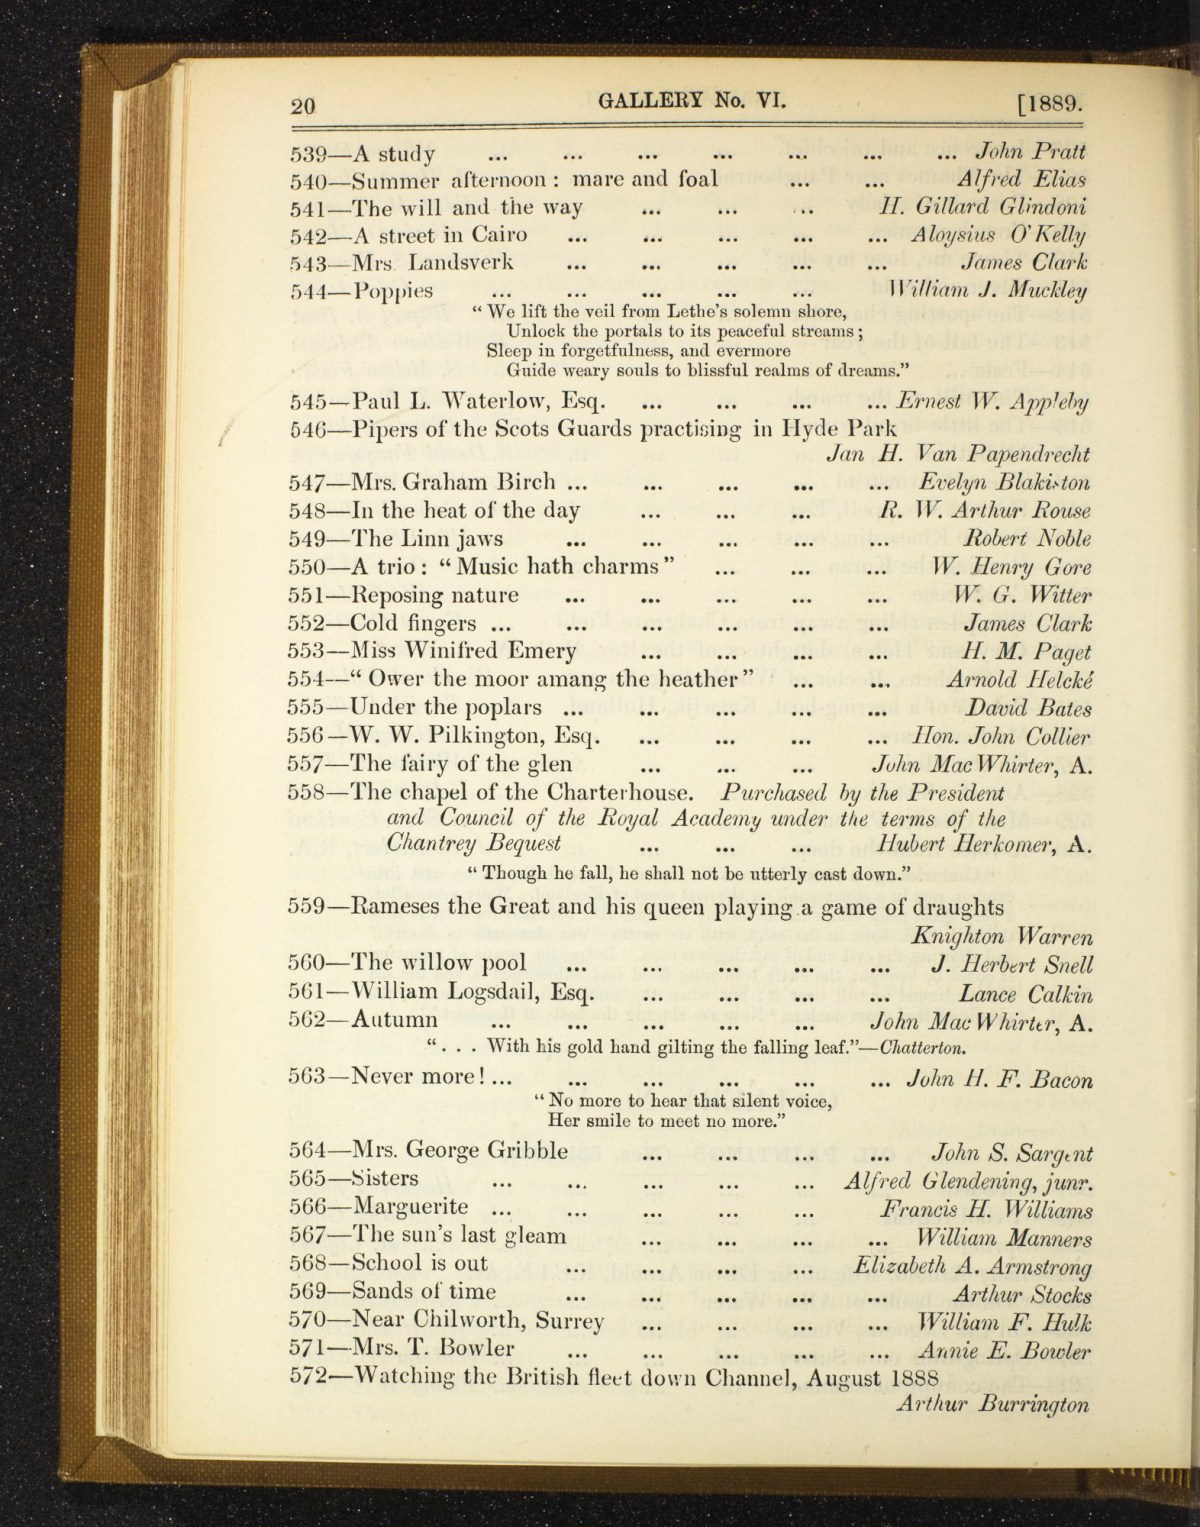 20 GALLERY No. VI. [1889.
539—A study ... ... ... ... ... ... ... John Pratt
540—Summer afternoon : mare and foal ... ... Alfred Elias
541—The will and the way ... ... ... H. Gillard Glindoni
542—A street in Cairo ... ... ... ... ... Aloysius O'Kelly
543—Mrs. Landsverk ... ... ... ... ... James Clark
544—Poppies ... ... ... ... ... William J. Muckley
“ We lift the veil from Lethe's solemn shore,
Unlock the portals to its peaceful streams ;
Sleep in forgetfulness, and evermore
Guide weary souls to blissful realms of dreams.”
545—Paul L. Waterlow, Esq. ... ... ... ... Ernest W. Appleby
546—Pipers of the Scots Guards practising in Hyde Park
Jan H. Van Papendrecht
547—Mrs. Graham Birch ... ... ... ... ... Evelyn Blakiston
548—In the heat of the day ... ... ... R. W. Arthur Rouse
549—The Linn jaws ... ... ... ... ... Robert Noble
550—A trio : “ Music hath charms ” ... ... ... W. Henry Gore
551—Reposing nature ... ... ... ... ... W. G. Witter
552—Cold fingers ... ... ... ... ... ... James Clark
553—Miss Winifred Emery ... ... ... ... H. M. Paget
554—“ Ower the moor amang the heather ” ... ... Arnold Helcké
555—Under the poplars ... ... ... ... ... David Bates
556—W. W. Pilkington, Esq. ... ... ... ... Hon. John Collier
557—The fairy of the glen ... ... ... John MacWhirter, A.
558—The chapel of the Charterhouse. Purchased by the President
and Council of the Royal Academy under the terms of the
Chantrey Bequest ... ... ... Hubert Herkomer, A.
“ Though he fall, he shall not be utterly cast down.”
559—Rameses the Great and his queen playing a game of draughts
Knighton Warren
560—The willow pool ... ... ... ... ... J. Herbert Snell
561—William Logsdail, Esq. ... ... ... ... Lance Calkin
562—Autumn ... ... ... ... ... John MacWhirter, A.
“ . . . With his gold hand gilting the falling leaf.”—Chatterton.
563—Never more ! ... ... ... ... ... ... John H. F. Bacon
“ No more to hear that silent voice,
Her smile to meet no more.”
564—Mrs. George Gribble ... ... ... ... John S. Sargent
565—Sisters ... ... ... ... ... Alfred Glendening, junr.
566—Marguerite ... ... ... ... ... Francis H. Williams
567—The sun's last gleam ... ... ... ... William Manners
568—School is out ... ... ... ... Elizabeth A. Armstrong
569—Sands of time ... ... ... ... ... Arthur Stocks
570—Near Chilworth, Surrey ... ... ... ... William F. Hulk
571—Mrs. T. Bowler ... ... ... ... ... Annie E. Bowler
572—Watching the British fleet down Channel, August 1888
Arthur Burrington